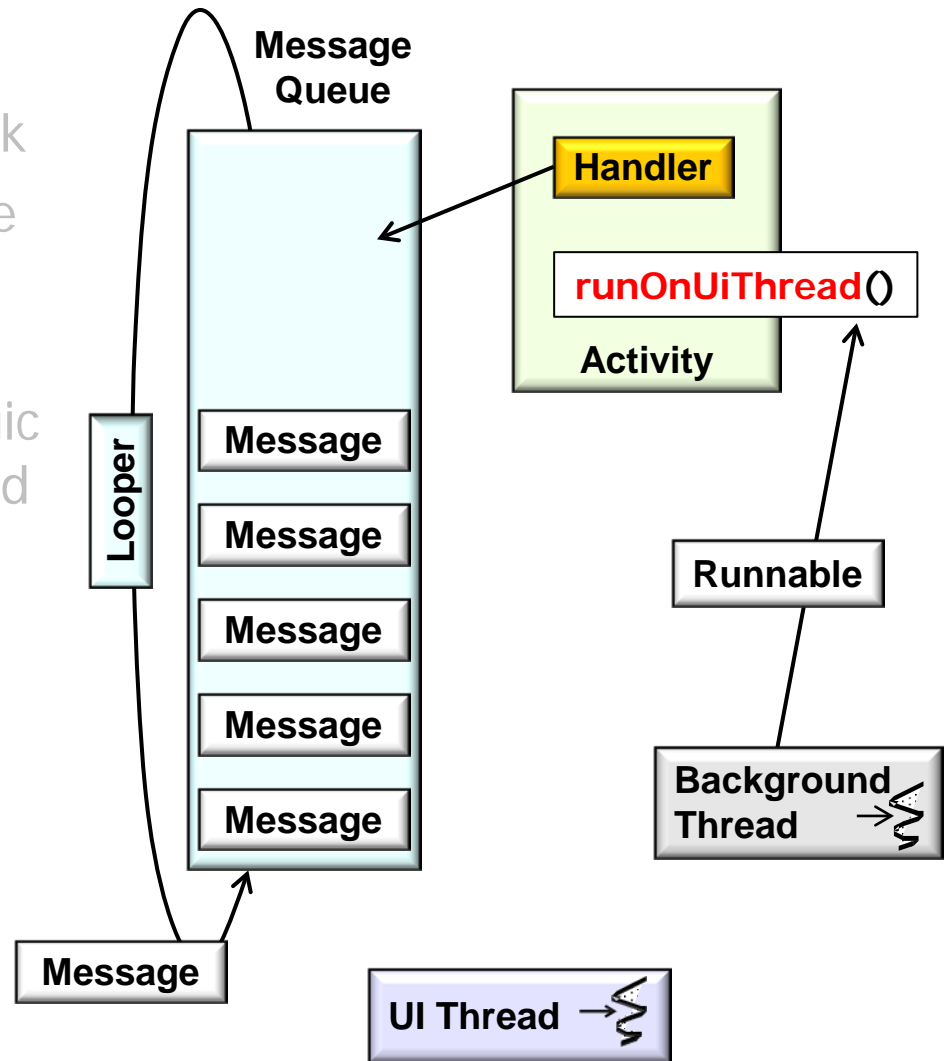 Message
Queue
Handler
runOnUiThread()
Activity
Looper
Message
Message
Message
Message
Message
Runnable
Background
Thread
Message
UI Thread